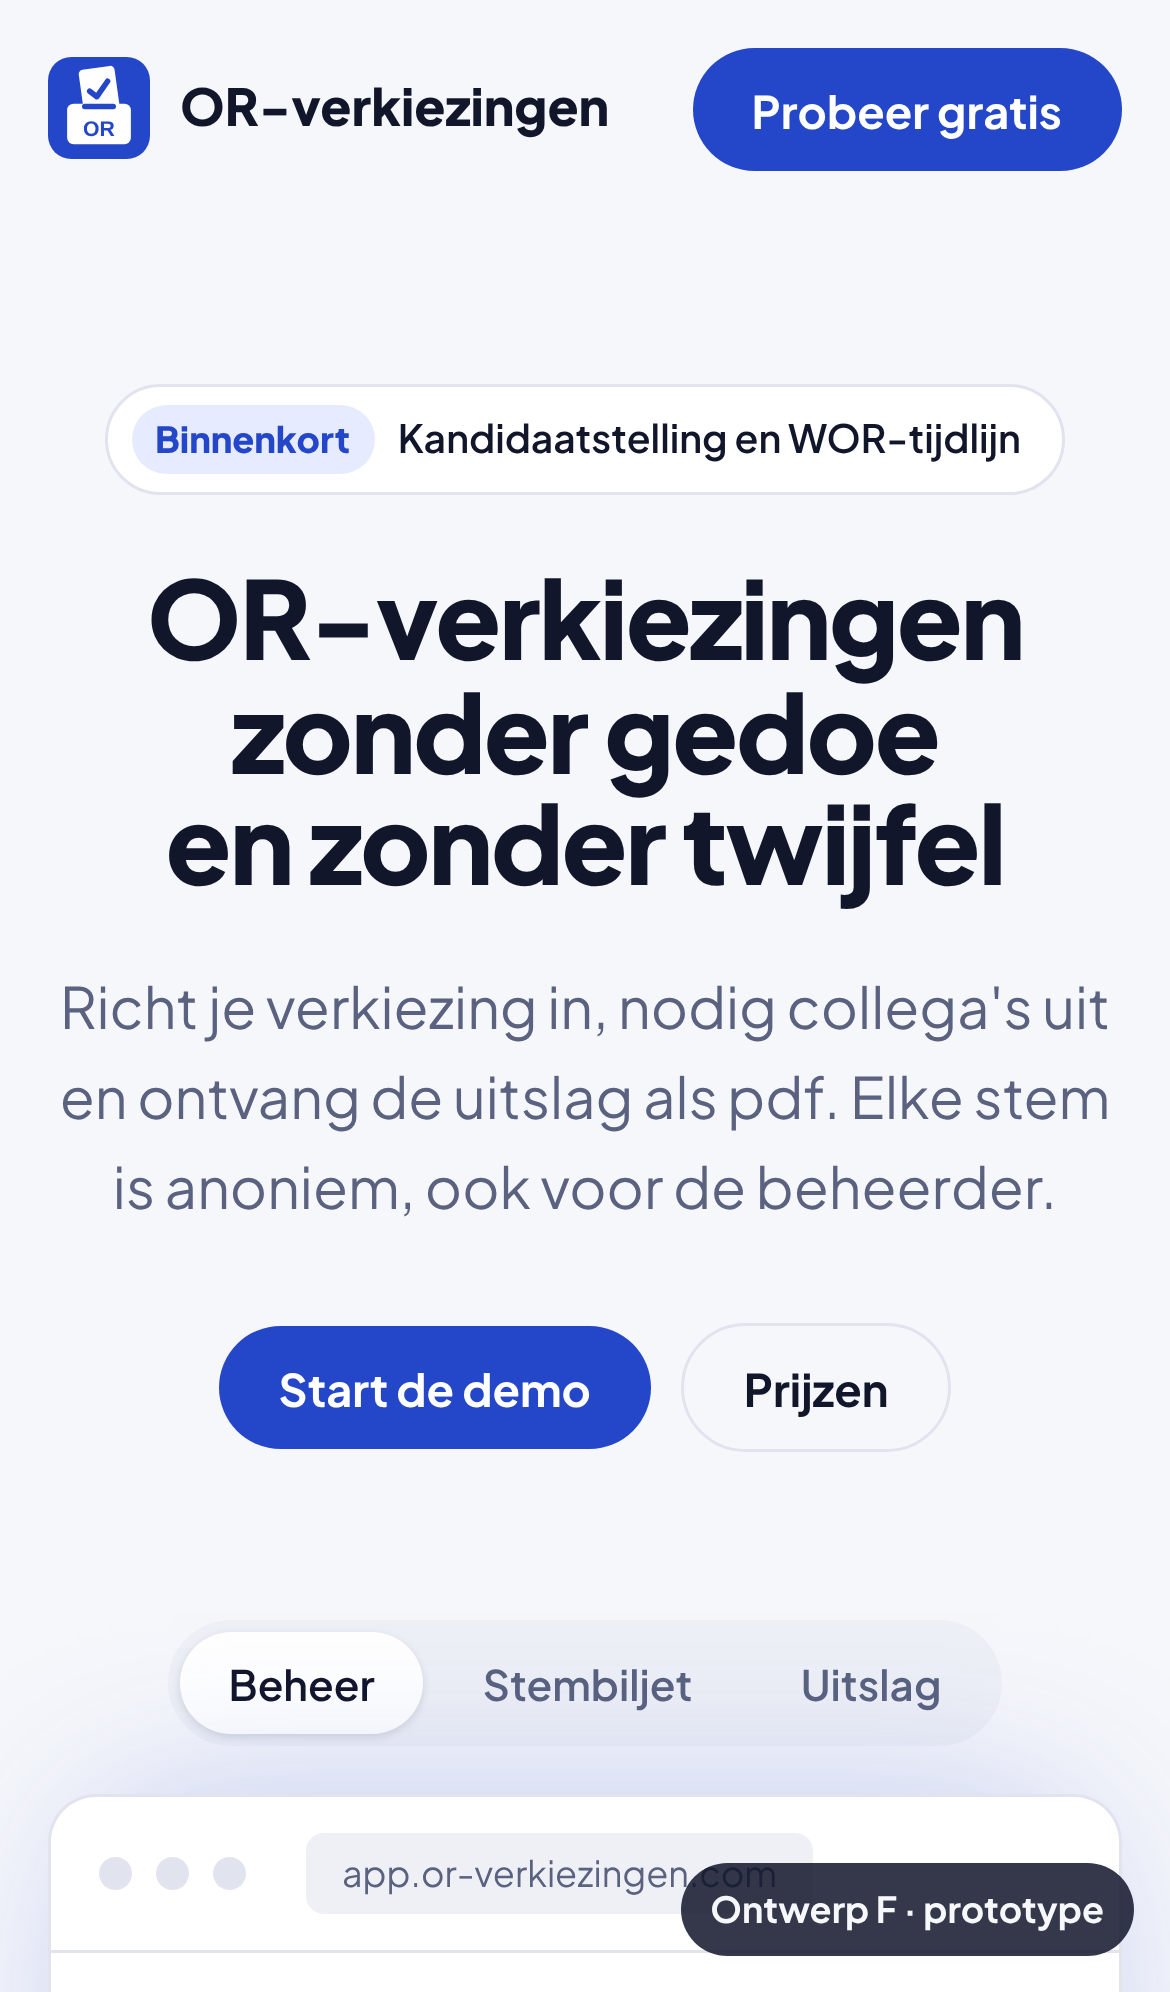 OR
OR-verkiezingen
Probeer gratis
Binnenkort Kandidaatstelling en WOR-tijdlijn
OR-verkiezingen
zonder gedoe
en zonder twijfel
Richt je verkiezing in, nodig collega's uit
en ontvang de uitslag als pdf. Elke stem
is anoniem, ook voor de beheerder.
Start de demo
Prijzen
Beheer
Stembiljet
Uitslag
app.or-verkiezingen.com
Ontwerp F · prototype